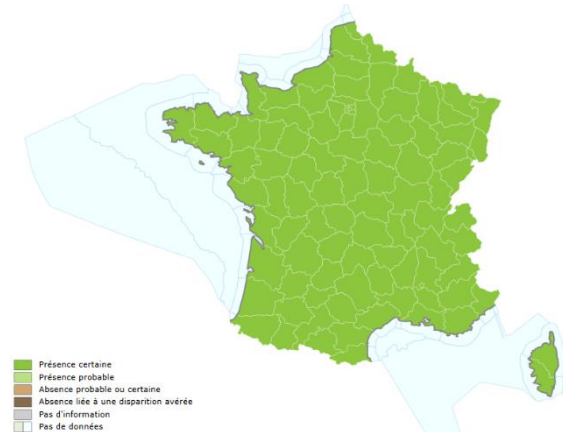 Présence certaine
Présence probable
Absence probable ou certaine
Absence liée à une disparition avérée
Pas d'information
Pas de données